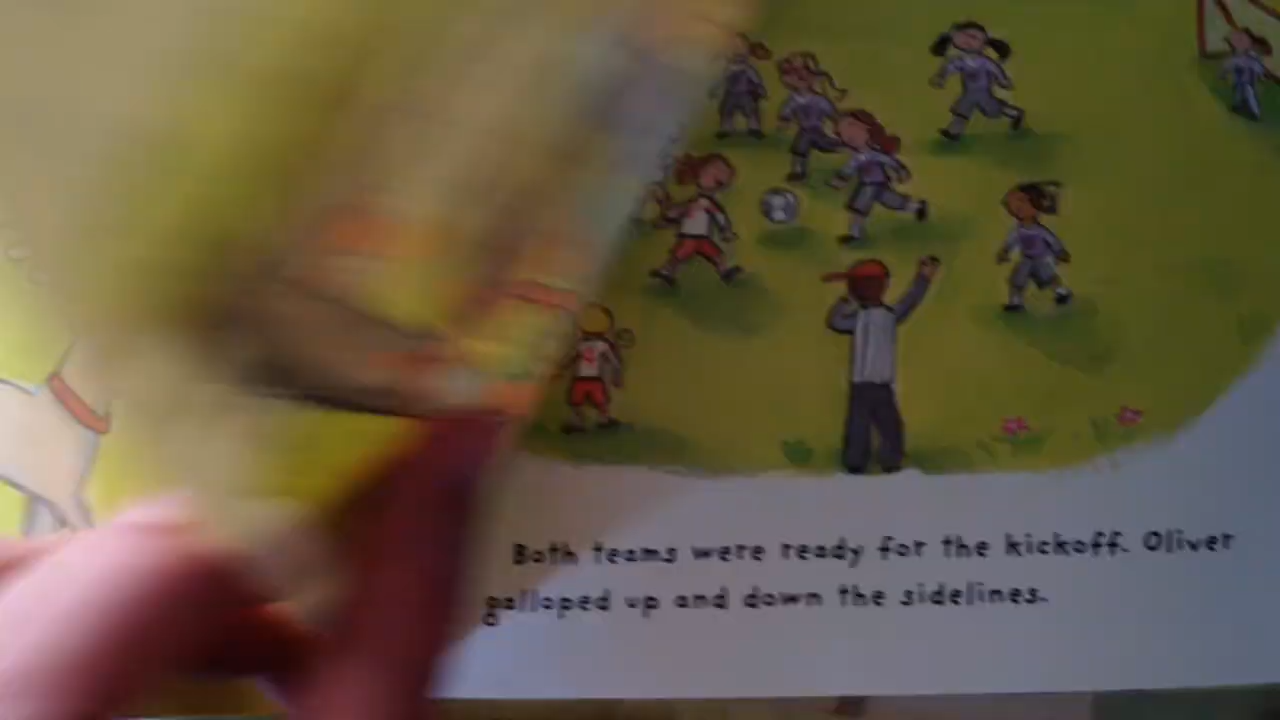 Both teams were ready for the kickoff. Oliver
galloped up and down the sidelines.